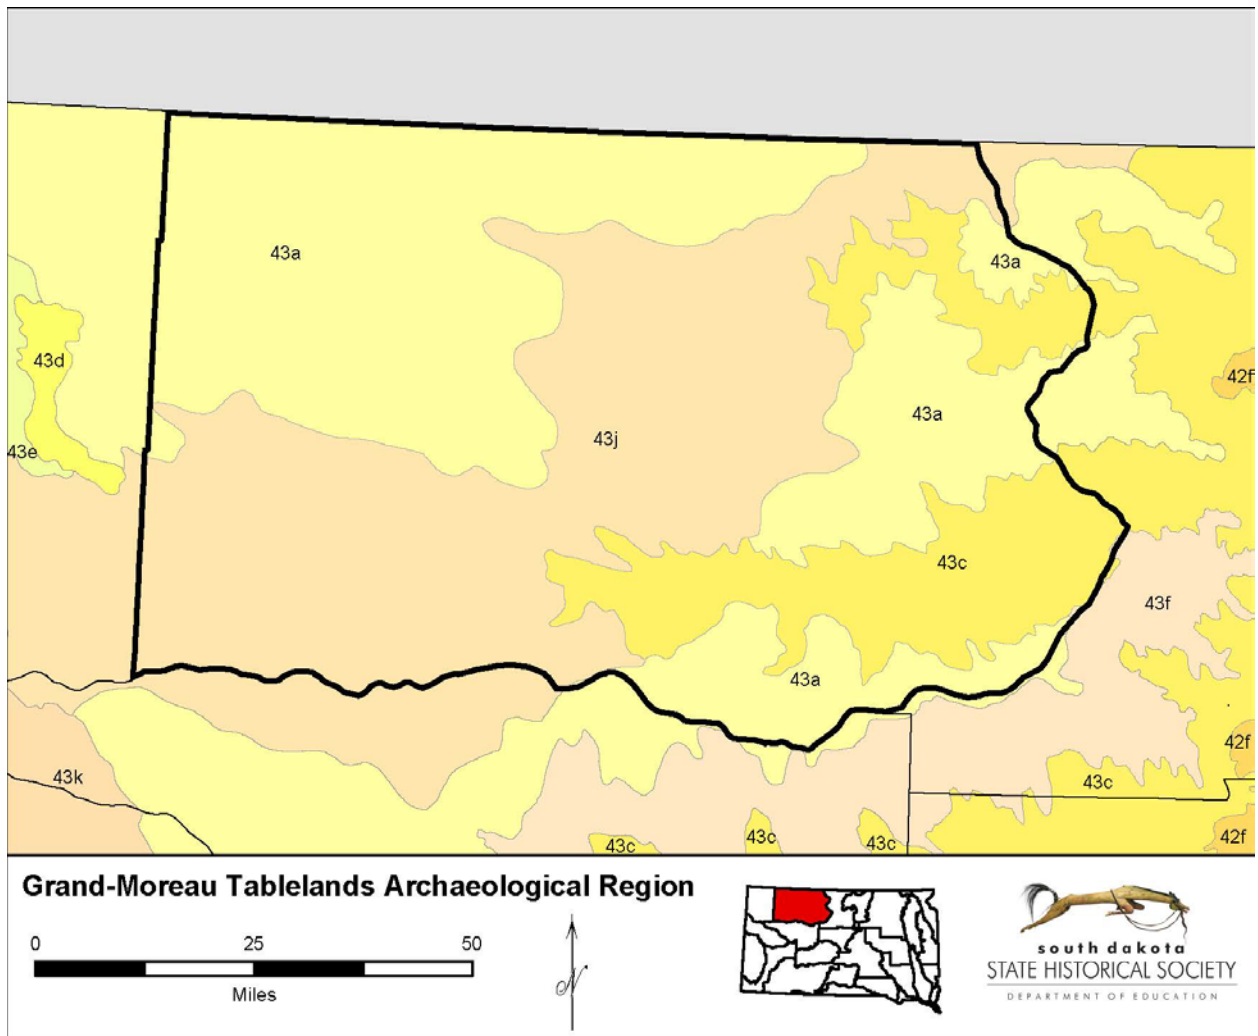 43a
43a
43d
42f
43a
43j
43e
43c
43f
43a
42f
43k
43c
43c
43c
43c
42f
Grand-Moreau Tablelands Archaeological Region
0 25 50
Miles
N
south dakota
STATE HISTORICAL SOCIETY
DEPARTMENT OF EDUCATION